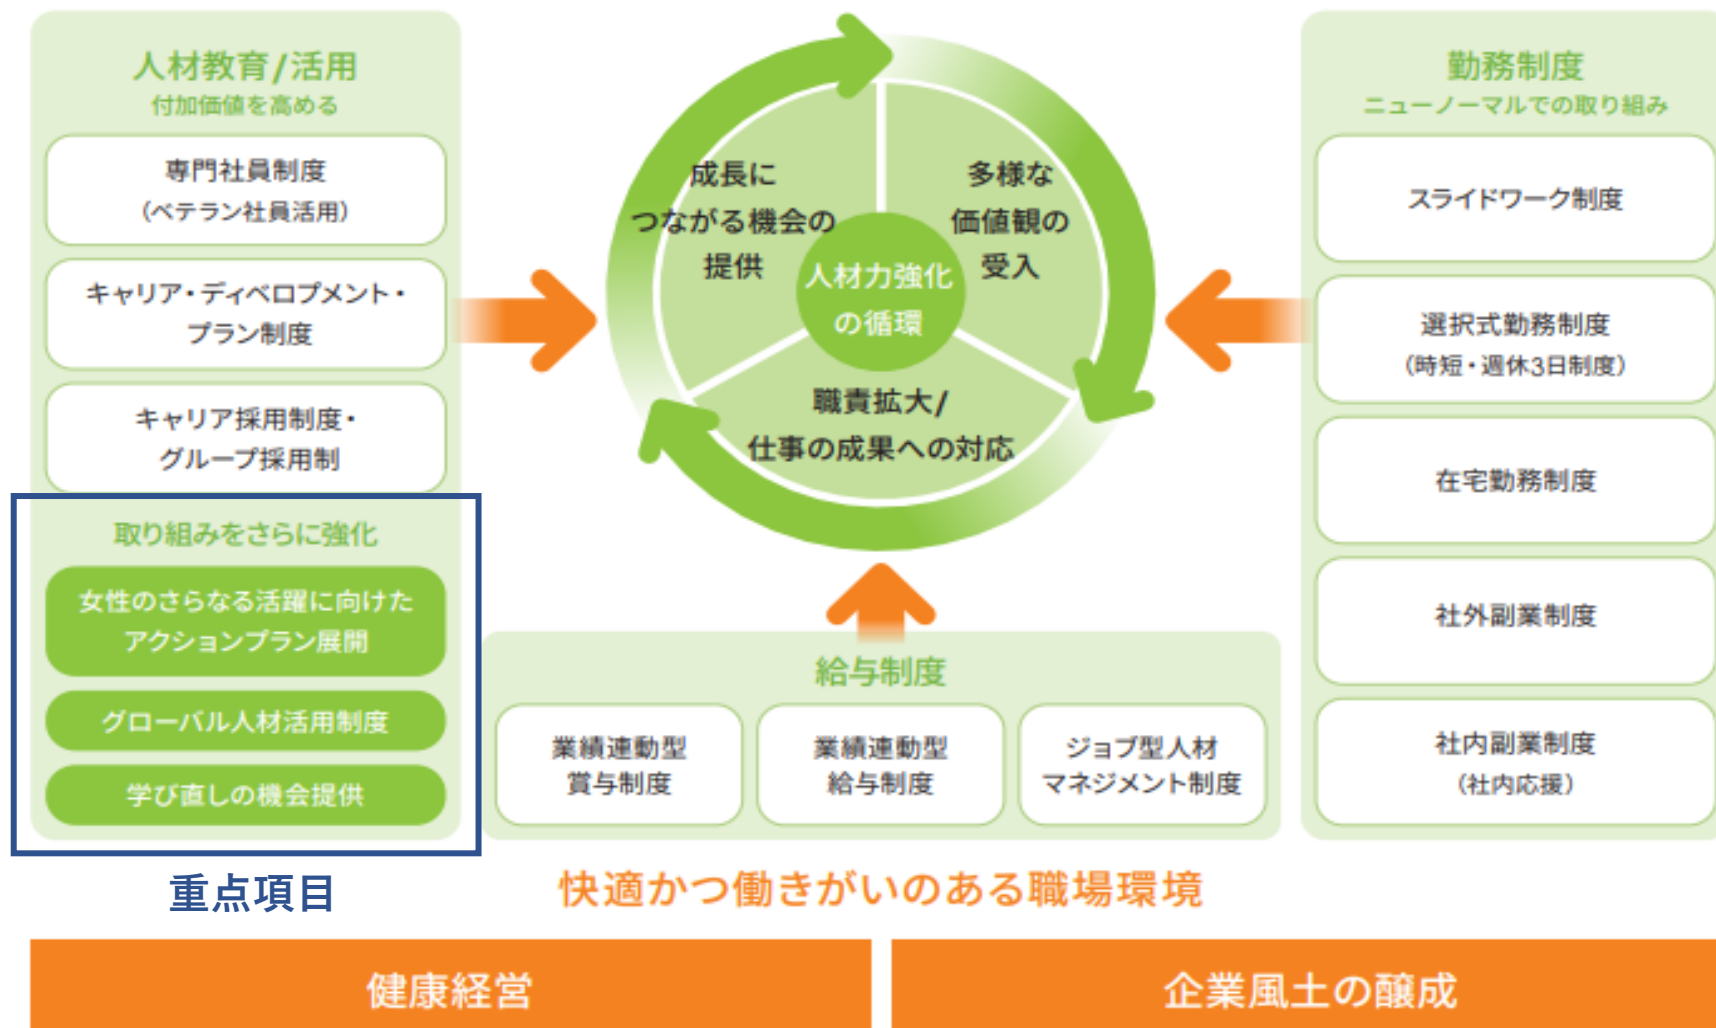 人材教育/活用
付加価値を高める
専門社員制度
（ベテラン社員活用）
キャリア・ディベロプメント・
プラン制度
キャリア採用制度・
グループ採用制
取り組みをさらに強化
女性のさらなる活躍に向けた
アクションプラン展開
グローバル人材活用制度
学び直しの機会提供
重点項目
成長に
つながる機会の
提供
多様な
価値観の
受入
人材力強化
の循環
職責拡大/
仕事の成果への対応
給与制度
業績連動型
賞与制度
業績連動型
給与制度
ジョブ型人材
マネジメント制度
勤務制度
ニューノーマルでの取り組み
スライドワーク制度
選択式勤務制度
（時短・週休3日制度）
在宅勤務制度
社外副業制度
社内副業制度
（社内応援）
快適かつ働きがいのある職場環境
健康経営
企業風土の醸成